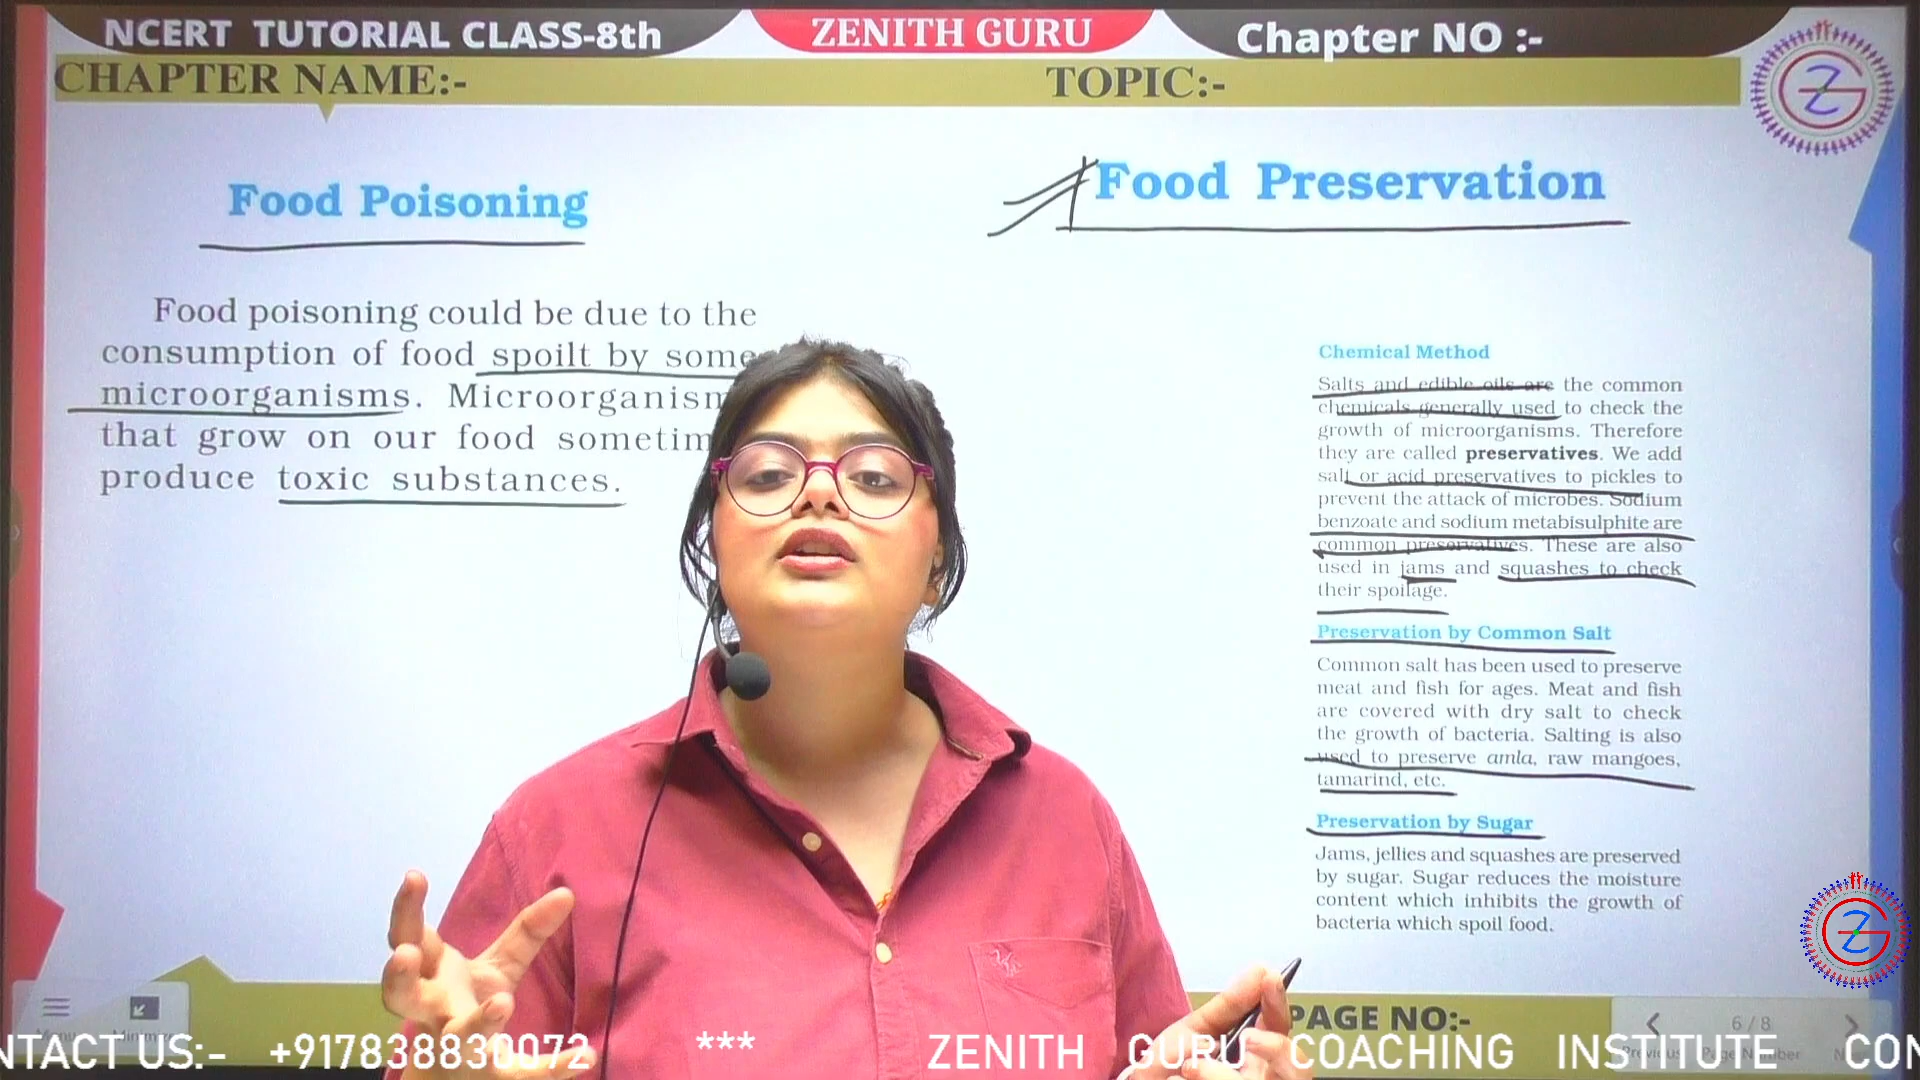 NCERT TUTORIAL CLASS-8th
ZENITH GURU
Chapter NO :-
CHAPTER NAME:-
TOPIC:-
Food Poisoning
Food poisoning could be due to the
consumption of food spoilt by some
microorganisms. Microorganism
that grow on our food sometim
produce toxic substances.
Food Preservation
Chemical Method
Salts and edible oils are the common
chemicals generally used to check the
growth of microorganisms. Therefore
they are called preservatives. We add
salt or acid preservatives to pickles to
prevent the attack of microbes. Sodium
benzoate and sodium metabisulphite are
common preservatives. These are also
used in jams and squashes to check
their spoilage.
Preservation by Common Salt
Common salt has been used to preserve
meat and fish for ages. Meat and fish
are covered with dry salt to check
the growth of bacteria. Salting is also
used to preserve amla, raw mangoes,
tamarind, etc.
Preservation by Sugar
Jams, jellies and squashes are preserved
by sugar. Sugar reduces the moisture
content which inhibits the growth of
bacteria which spoil food.
PAGE NO:-
6 / 8
NTACT US:- +917838830072 *** ZENITH GURU COACHING INSTITUTE CON